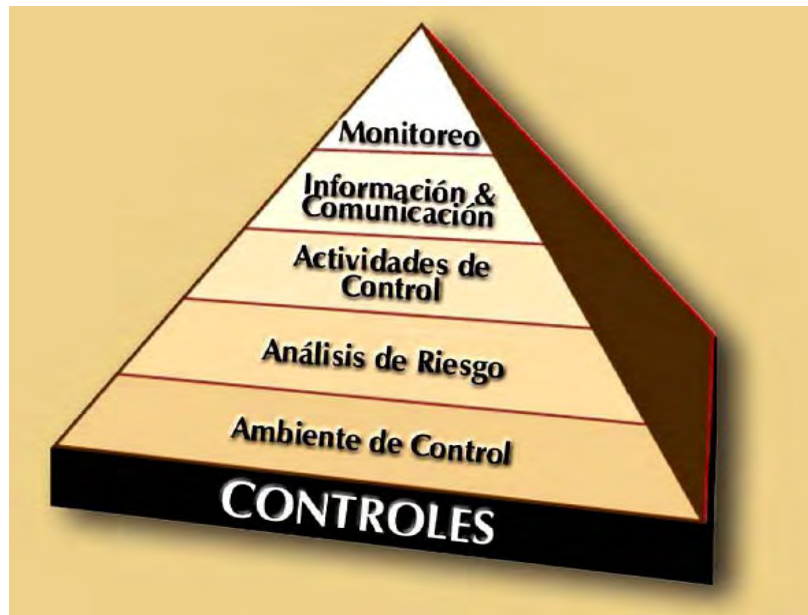 Monitoreo
Información &
Comunicación
Actividades de
Control
Análisis de Riesgo
Ambiente de Control
CONTROLES